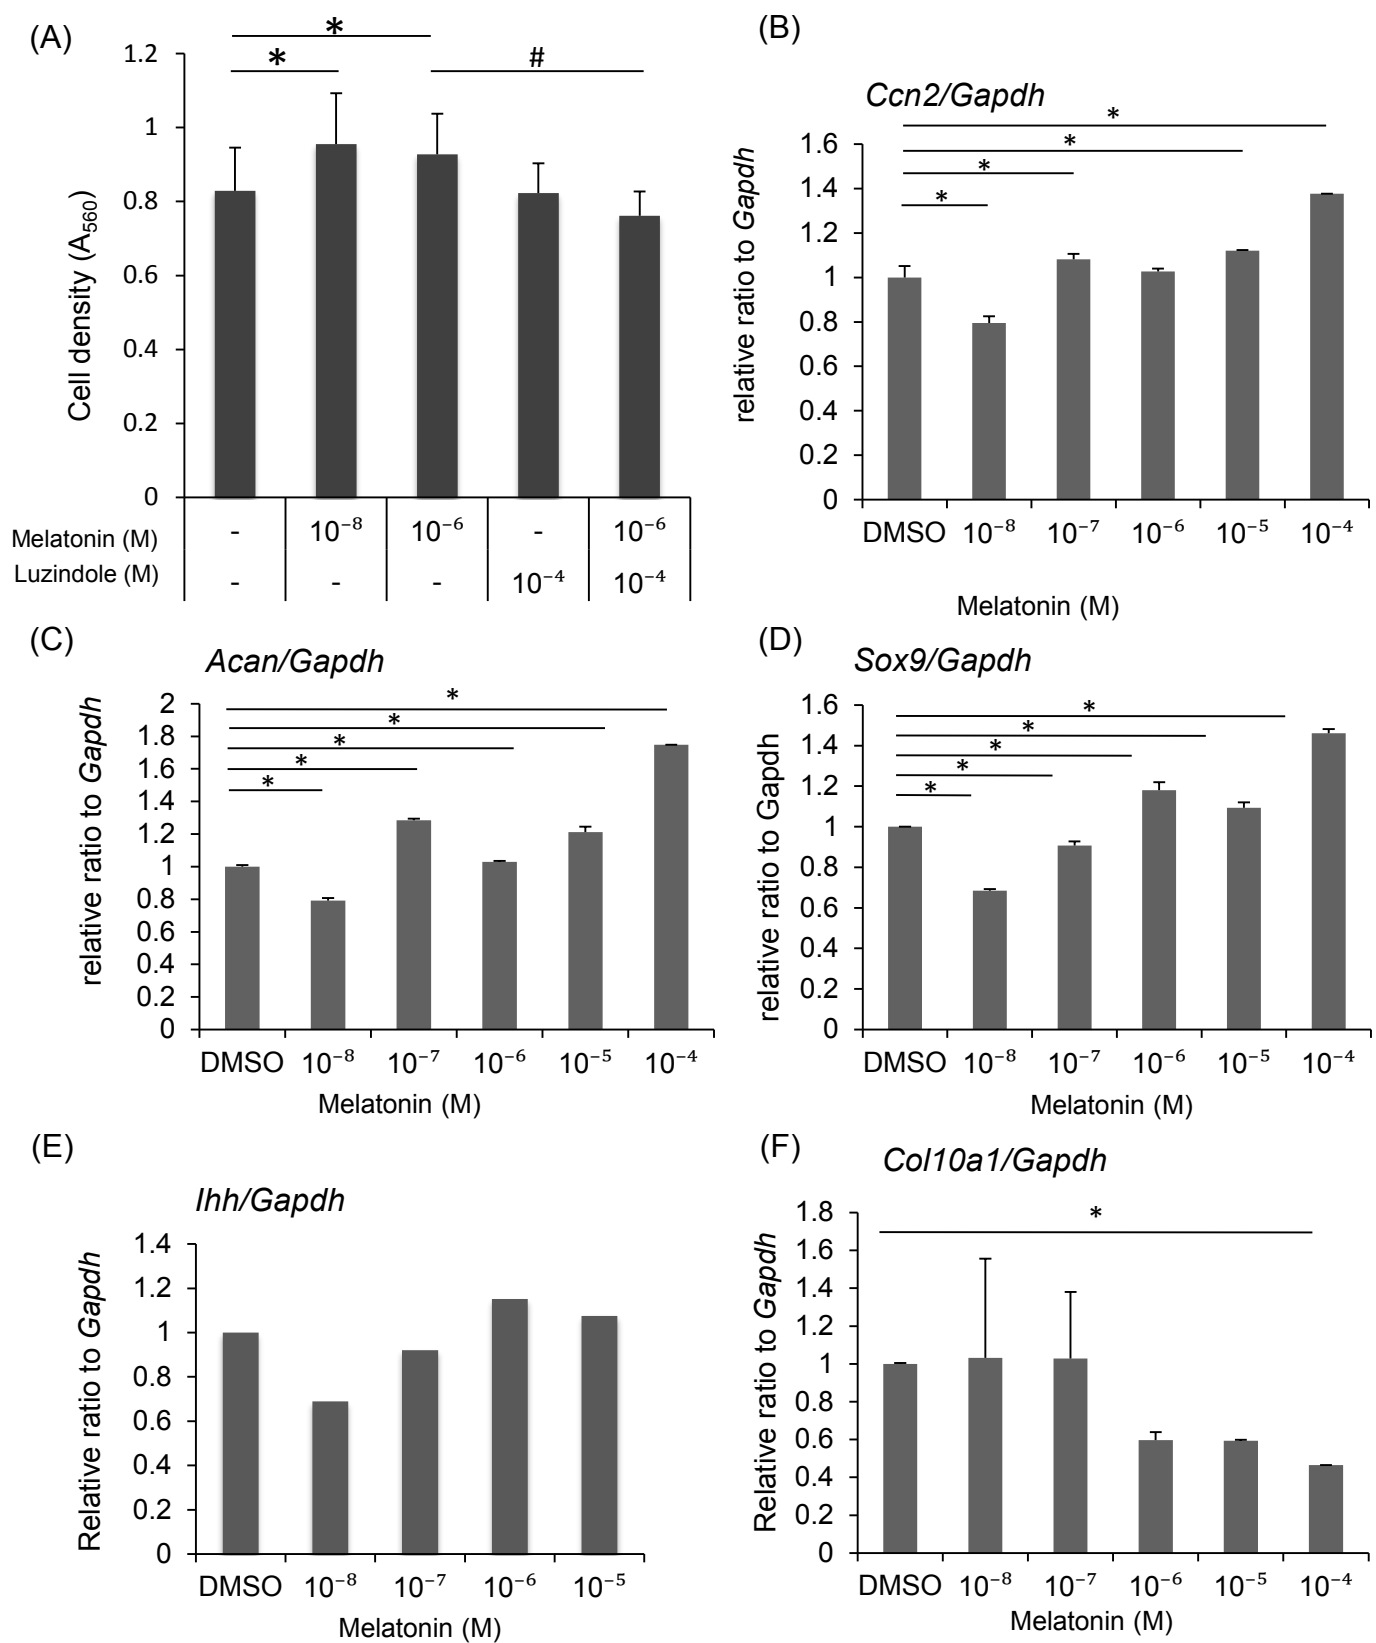 (A)
*
*
#
1.2
1
0.8
0.6
0.4
0.2
0
Cell density (A₅₆₀)
Melatonin (M) - 10⁻⁸ 10⁻⁶ - 10⁻⁶
Luzindole (M) - - - 10⁻⁴ 10⁻⁴
(B)
Ccn2/Gapdh
*
*
*
*
1.6
1.4
1.2
1
0.8
0.6
0.4
0.2
0
relative ratio to Gapdh
DMSO 10⁻⁸ 10⁻⁷ 10⁻⁶ 10⁻⁵ 10⁻⁴
Melatonin (M)
(C)
Acan/Gapdh
*
*
*
*
*
2
1.8
1.6
1.4
1.2
1
0.8
0.6
0.4
0.2
0
relative ratio to Gapdh
DMSO 10⁻⁸ 10⁻⁷ 10⁻⁶ 10⁻⁵ 10⁻⁴
Melatonin (M)
(D)
Sox9/Gapdh
*
*
*
*
*
1.6
1.4
1.2
1
0.8
0.6
0.4
0.2
0
relative ratio to Gapdh
DMSO 10⁻⁸ 10⁻⁷ 10⁻⁶ 10⁻⁵ 10⁻⁴
Melatonin (M)
(E)
Ihh/Gapdh
1.4
1.2
1
0.8
0.6
0.4
0.2
0
Relative ratio to Gapdh
DMSO 10⁻⁸ 10⁻⁷ 10⁻⁶ 10⁻⁵
Melatonin (M)
(F)
Col10a1/Gapdh
*
1.8
1.6
1.4
1.2
1
0.8
0.6
0.4
0.2
0
Relative ratio to Gapdh
DMSO 10⁻⁸ 10⁻⁷ 10⁻⁶ 10⁻⁵ 10⁻⁴
Melatonin (M)